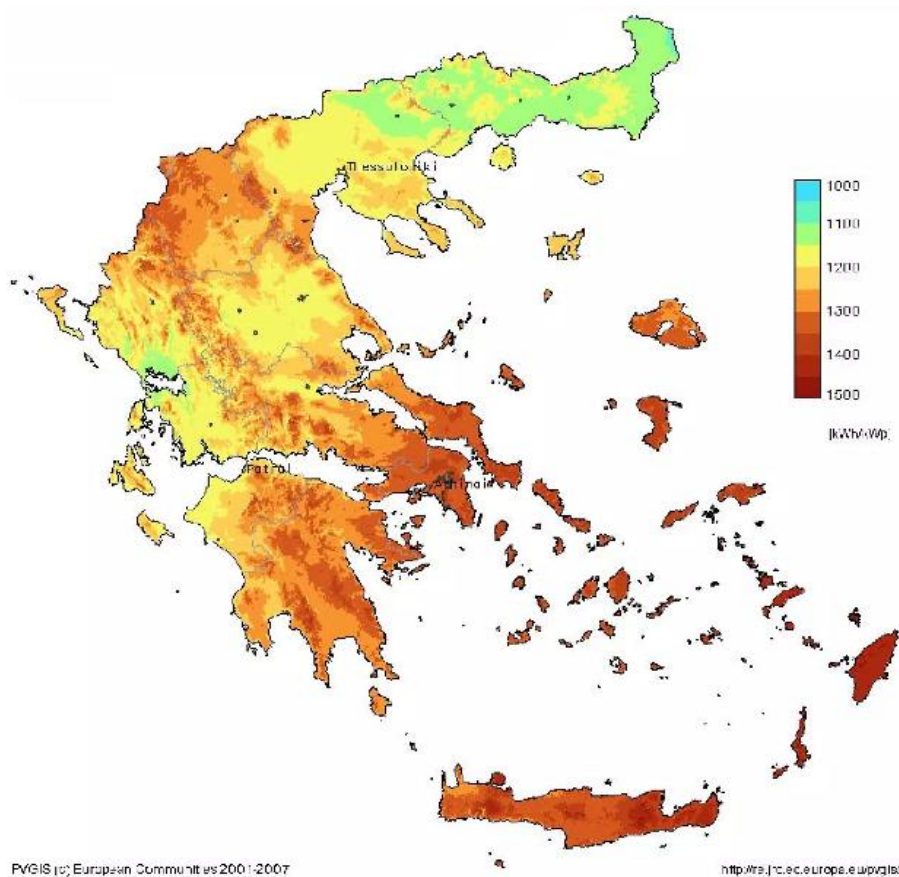 Thessaloniki
1000
1100
1200
1300
1400
1500
[kWh/kWp]
Patrai
Athinai
PVGIS (c) European Communities 2001-2007
http://re.jrc.ec.europa.eu/pvgis/